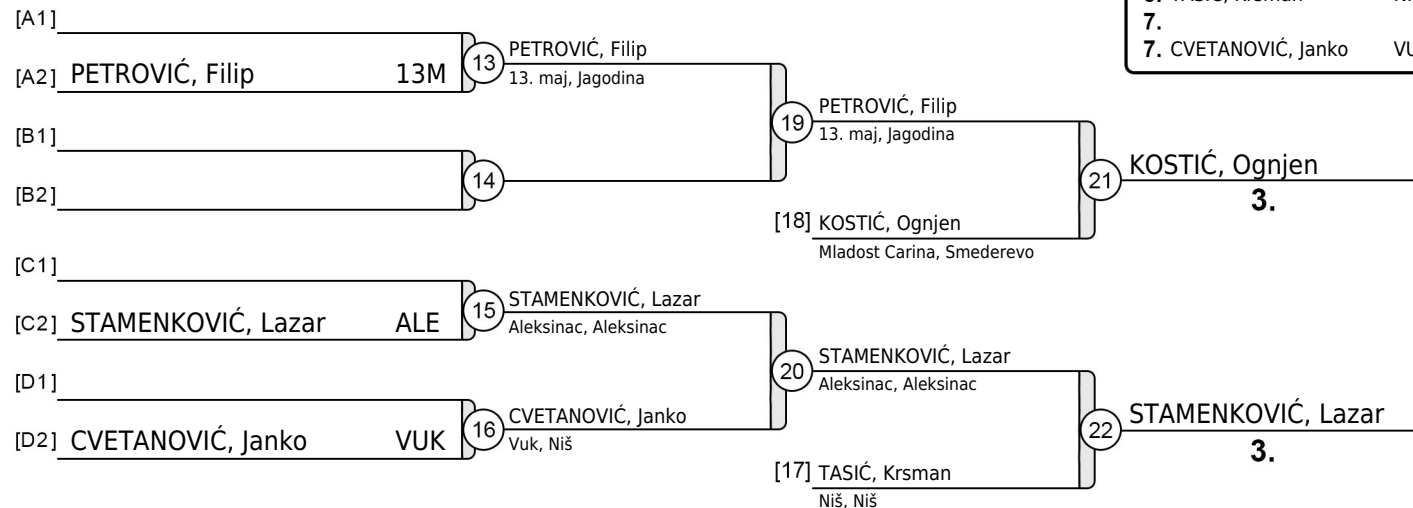 7.
7. CVETANOVIĆ, Janko
[A1]
[A2] PETROVIĆ, Filip 13M
13
PETROVIĆ, Filip
13. maj, Jagodina
[B1]
[B2]
14
19
PETROVIĆ, Filip
13. maj, Jagodina
[18] KOSTIĆ, Ognjen
Mladost Carina, Smederevo
21
KOSTIĆ, Ognjen
3.
[C1]
[C2] STAMENKOVIĆ, Lazar ALE
15
STAMENKOVIĆ, Lazar
Aleksinac, Aleksinac
[D1]
[D2] CVETANOVIĆ, Janko VUK
16
CVETANOVIĆ, Janko
Vuk, Niš
20
STAMENKOVIĆ, Lazar
Aleksinac, Aleksinac
[17] TASIĆ, Krsman
Niš, Niš
22
STAMENKOVIĆ, Lazar
3.